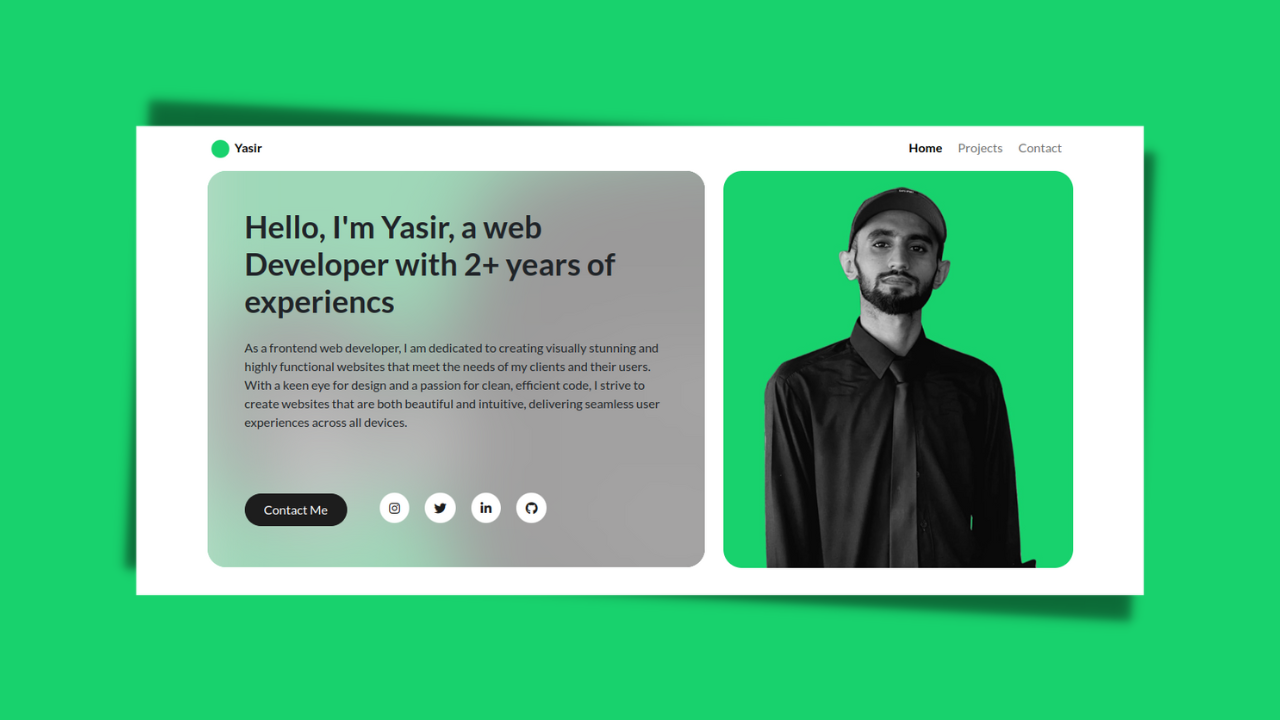 Yasir
Home Projects Contact
Hello, I'm Yasir, a web
Developer with 2+ years of
experiencs
As a frontend web developer, I am dedicated to creating visually stunning and
highly functional websites that meet the needs of my clients and their users.
With a keen eye for design and a passion for clean, efficient code, I strive to
create websites that are both beautiful and intuitive, delivering seamless user
experiences across all devices.
Contact Me
in